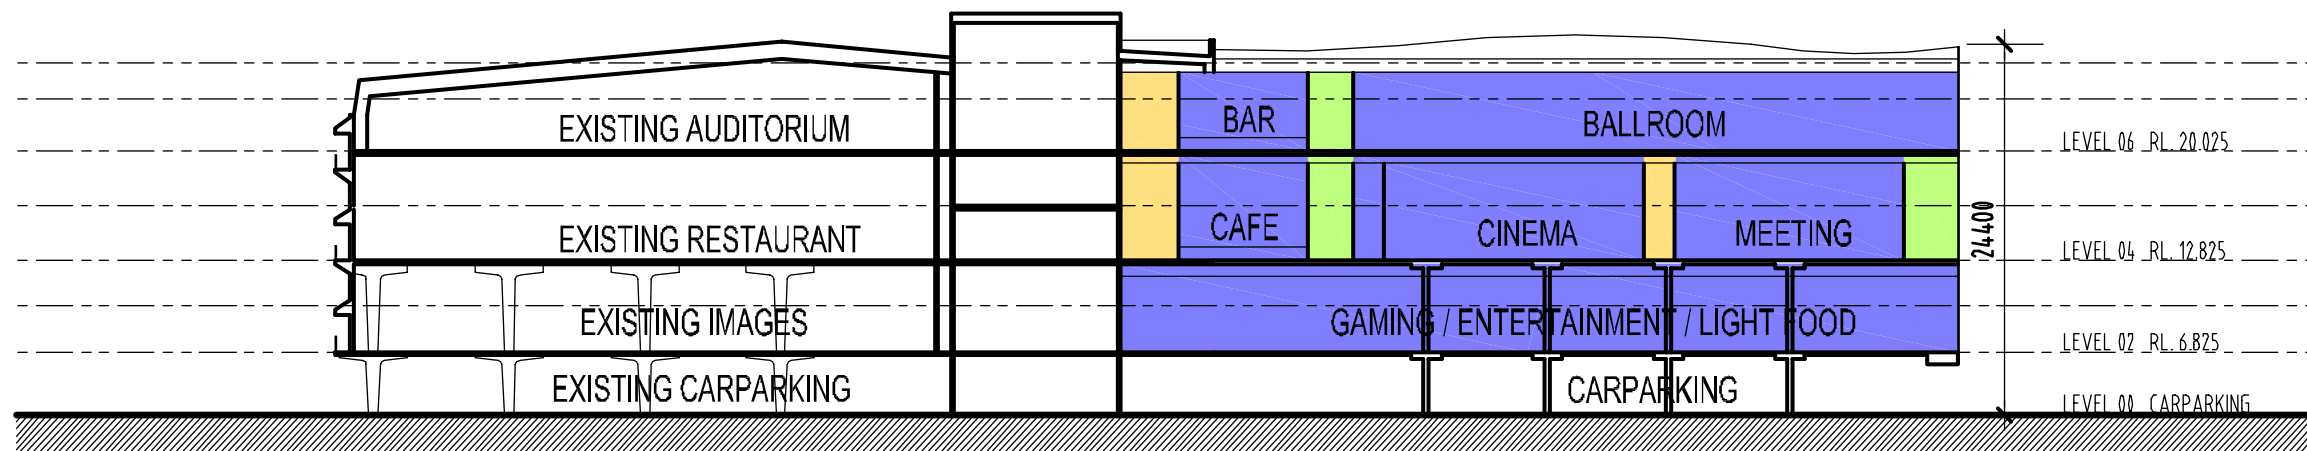 BAR
BALLROOM
EXISTING AUDITORIUM
LEVEL 06 RL. 20.025
CAFE
CINEMA
MEETING
EXISTING RESTAURANT
24400
LEVEL 04 RL. 12.825
EXISTING IMAGES
GAMING / ENTERTAINMENT / LIGHT FOOD
LEVEL 02 RL. 6.825
EXISTING CARPARKING
CARPARKING
LEVEL 00 CARPARKING